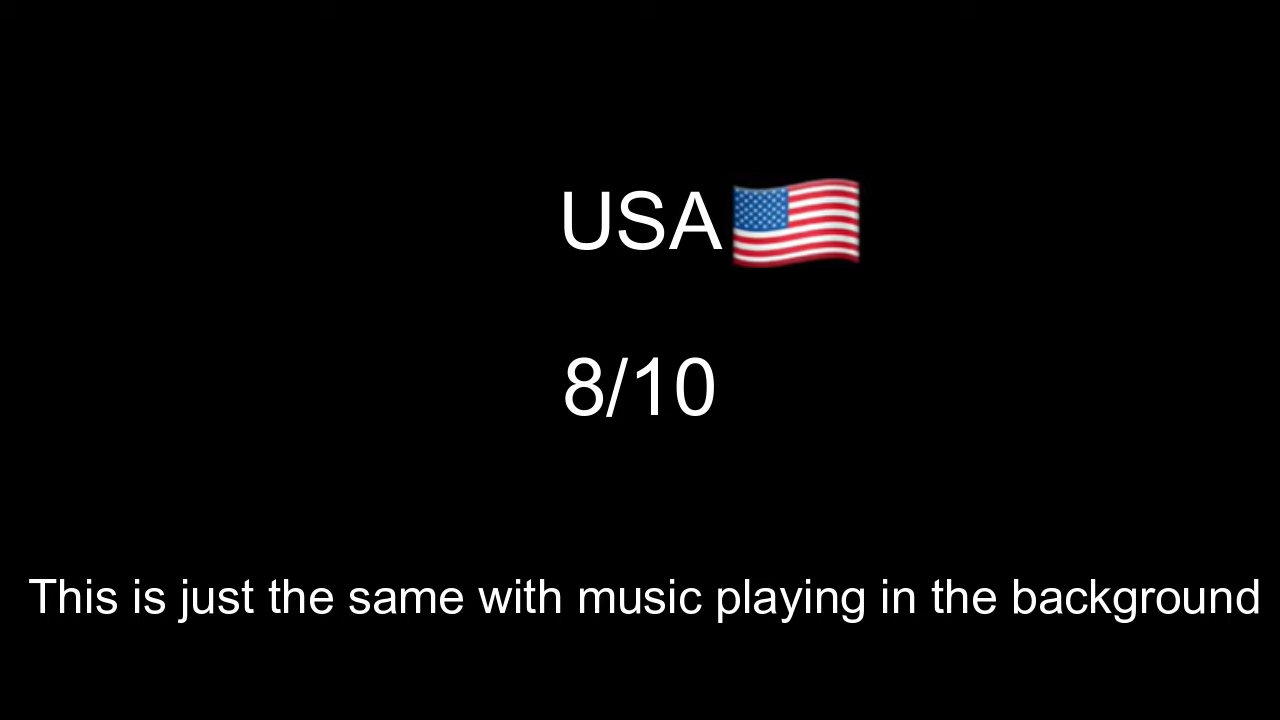 USA🇺🇸
8/10
This is just the same with music playing in the background